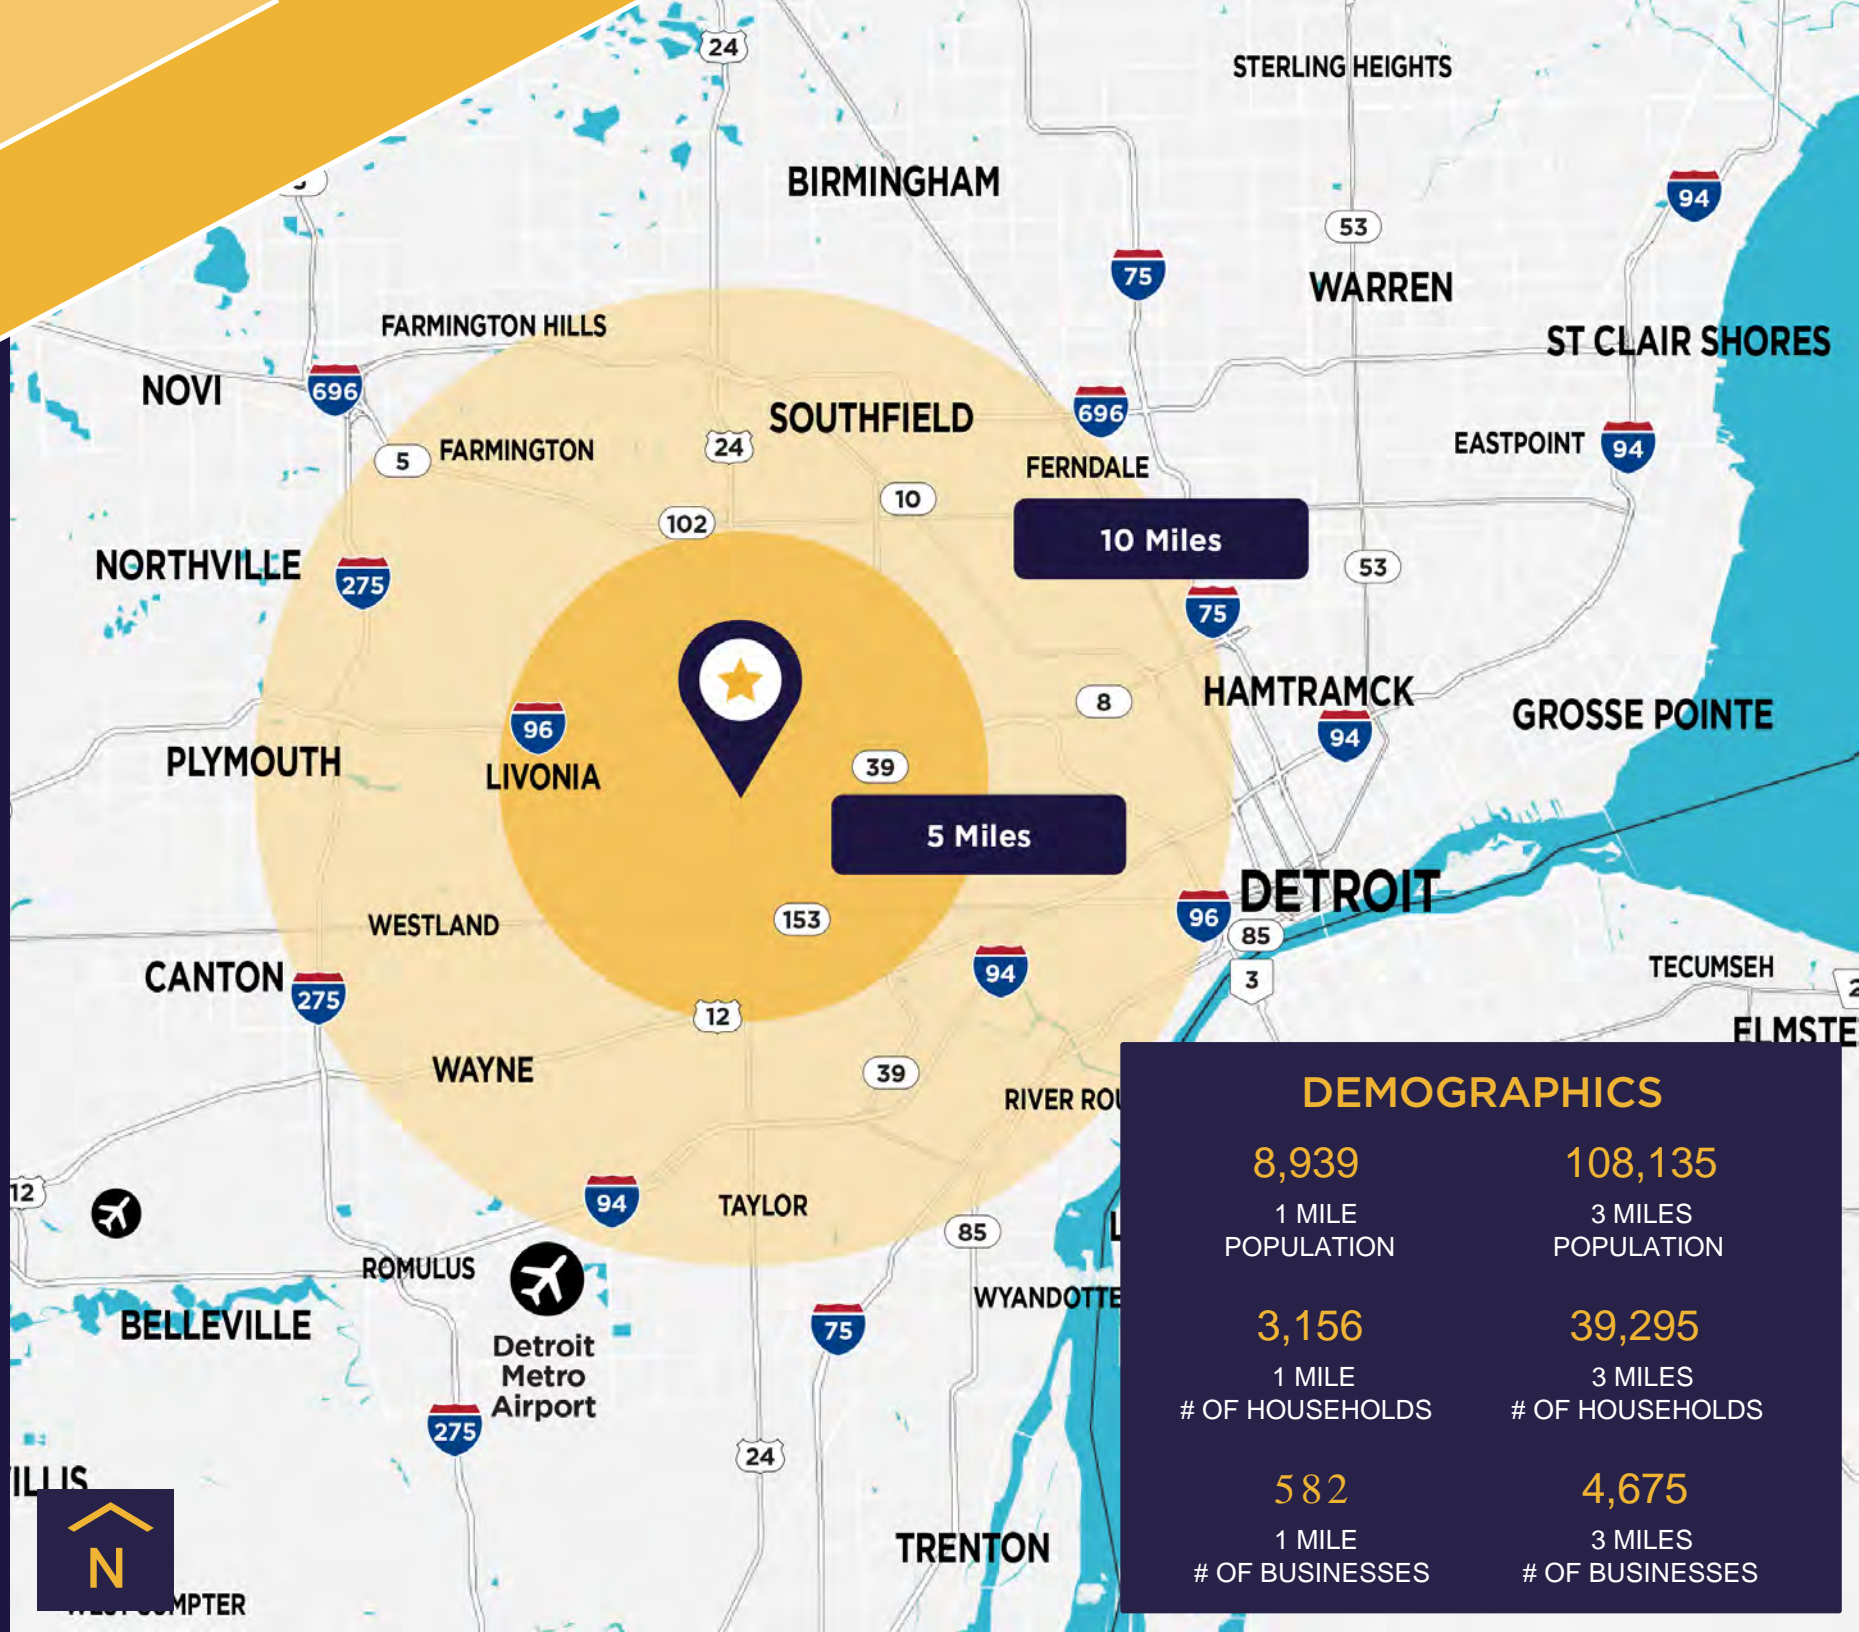 24
STERLING HEIGHTS
BIRMINGHAM
94
53
75
WARREN
FARMINGTON HILLS
ST CLAIR SHORES
NOVI
696
SOUTHFIELD
696
24
FARMINGTON
5
EASTPOINT
94
FERNDALE
10
102
10 Miles
NORTHVILLE
275
53
75
8
HAMTRAMCK
94
GROSSE POINTE
96
PLYMOUTH
LIVONIA
39
5 Miles
DETROIT
WESTLAND
153
96
85
CANTON
275
94
3
TECUMSEH
12
WAYNE
39
RIVER
12
94
TAYLOR
85
ROMULUS
WYANDOTTE
BELLEVILLE
Detroit
Metro
Airport
75
275
24
TRENTON
N
DEMOGRAPHICS
8,939
1 MILE
POPULATION
108,135
3 MILES
POPULATION
3,156
1 MILE
# OF HOUSEHOLDS
39,295
3 MILES
# OF HOUSEHOLDS
582
1 MILE
# OF BUSINESSES
4,675
3 MILES
# OF BUSINESSES